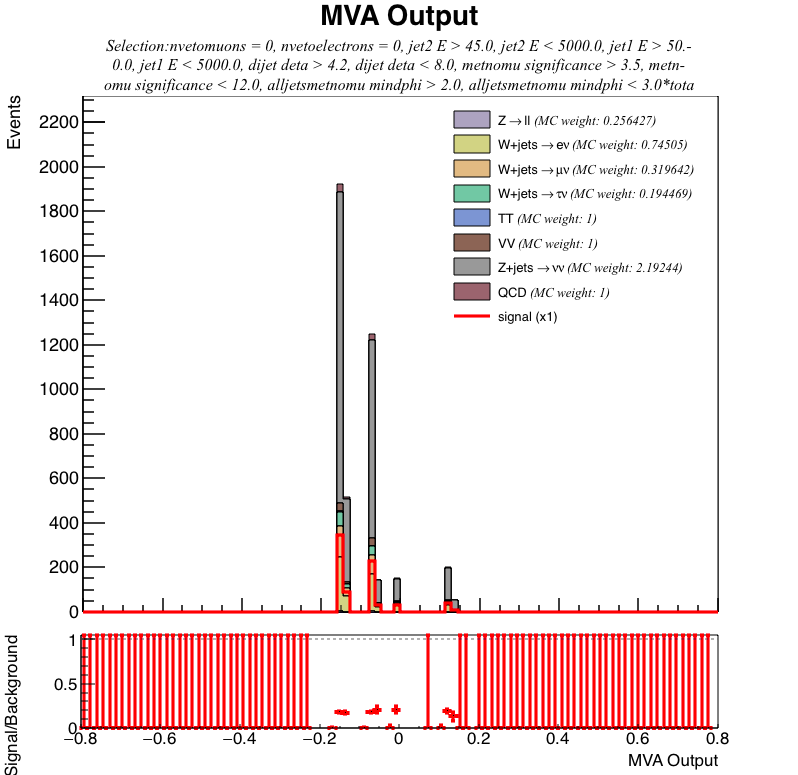 MVA Output
Selection:nvetomuons = 0, nvetoelectrons = 0, jet2 E > 45.0, jet2 E < 5000.0, jet1 E > 50.-
0.0, jet1 E < 5000.0, dijet deta > 4.2, dijet deta < 8.0, metnomu significance > 3.5, metn-
omu significance < 12.0, alljetsmetnomu mindphi > 2.0, alljetsmetnomu mindphi < 3.0*tota
Events
2200
2000
1800
1600
1400
1200
1000
800
600
400
200
0
Z→ll (MC weight: 0.256427)
W+jets→eν (MC weight: 0.74505)
W+jets→μν (MC weight: 0.319642)
W+jets→τν (MC weight: 0.194469)
TT (MC weight: 1)
VV (MC weight: 1)
Z+jets→νν (MC weight: 2.19244)
QCD (MC weight: 1)
signal (x1)
Signal/Background
1
0.5
0
−0.8 −0.6 −0.4 −0.2 0 0.2 0.4 0.6 0.8
MVA Output